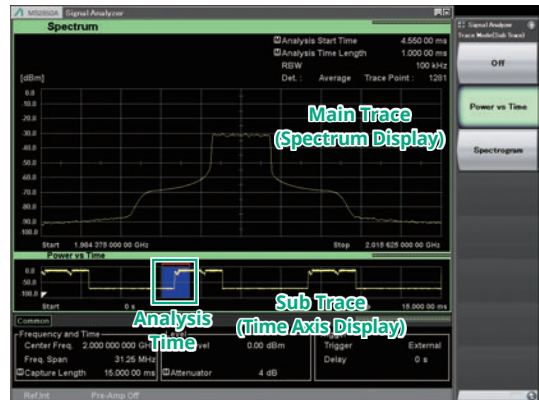 MS2850A Signal Analyzer
Spectrum
Analysis Start Time 4.550 00 ms
Analysis Time Length 1.000 00 ms
RBW 100 kHz
[dBm] Det. : Average Trace Point : 1281
0.0
-10.0
-20.0
-30.0
-40.0
-50.0
-60.0
-70.0
-80.0
-90.0
-100.0
Main Trace
(Spectrum Display)
Start 1.984 375 000 00 GHz Stop 2.015 625 000 00 GHz
Power vs Time
0.0
-50.0
-100.0
Start 0 s 15.000 00 ms
Analysis
Time
Sub Trace
(Time Axis Display)
Common
Frequency and Time
Center Freq. 2.000 000 000 GHz
Freq. Span 31.25 MHz
Capture Length 15.000 00 ms
0.00 dBm
Attenuator 4 dB
Trigger
Trigger External
Delay 0 s
Ref.Int Pre-Amp Off
Signal Analyzer
Trace Mode(Sub Trace)
Off
Power vs Time
Spectrogram